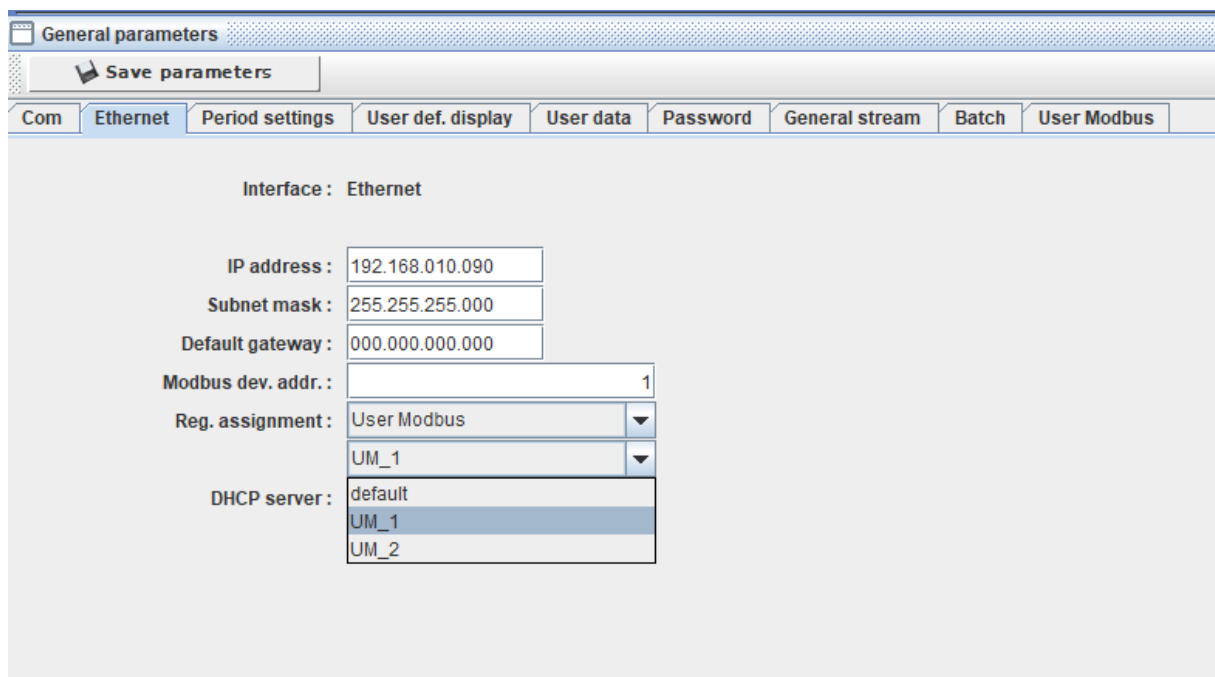 General parameters
Save parameters
Com Ethernet Period settings User def. display User data Password General stream Batch User Modbus
Interface : Ethernet
IP address : 192.168.010.090
Subnet mask : 255.255.255.000
Default gateway : 000.000.000.000
Modbus dev. addr. : 1
Reg. assignment : User Modbus
UM_1
DHCP server : default
UM_1
UM_2